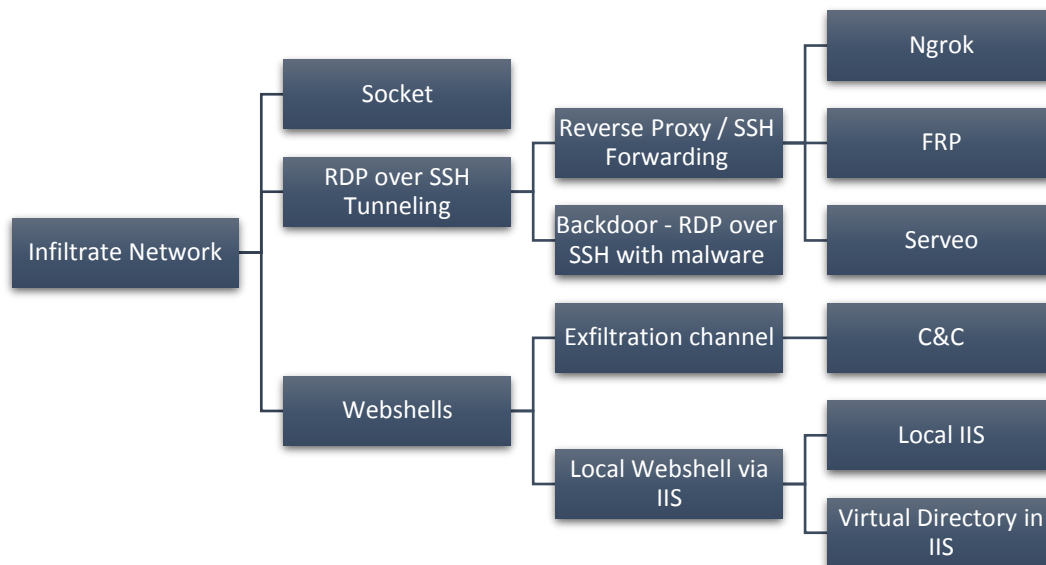 Ngrok
Socket
Reverse Proxy / SSH
Forwarding
FRP
RDP over SSH
Tunneling
Backdoor - RDP over
SSH with malware
Serveo
Infiltrate Network
Exfiltration channel
C&C
Webshells
Local IIS
Local Webshell via
IIS
Virtual Directory in
IIS